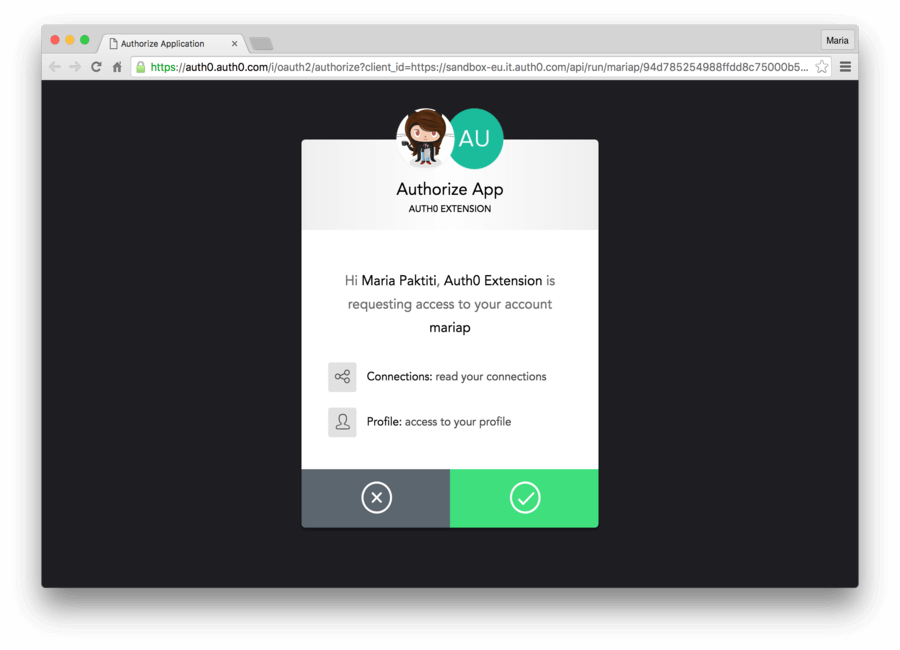 Authorize Application
Maria
https://auth0.auth0.com/i/oauth2/authorize?client_id=https://sandbox-eu.it.auth0.com/api/run/mariap/94d785254988ffdd8c75000b5...
AU
Authorize App
AUTH0 EXTENSION
Hi Maria Paktiti, Auth0 Extension is
requesting access to your account
mariap
Connections: read your connections
Profile: access to your profile